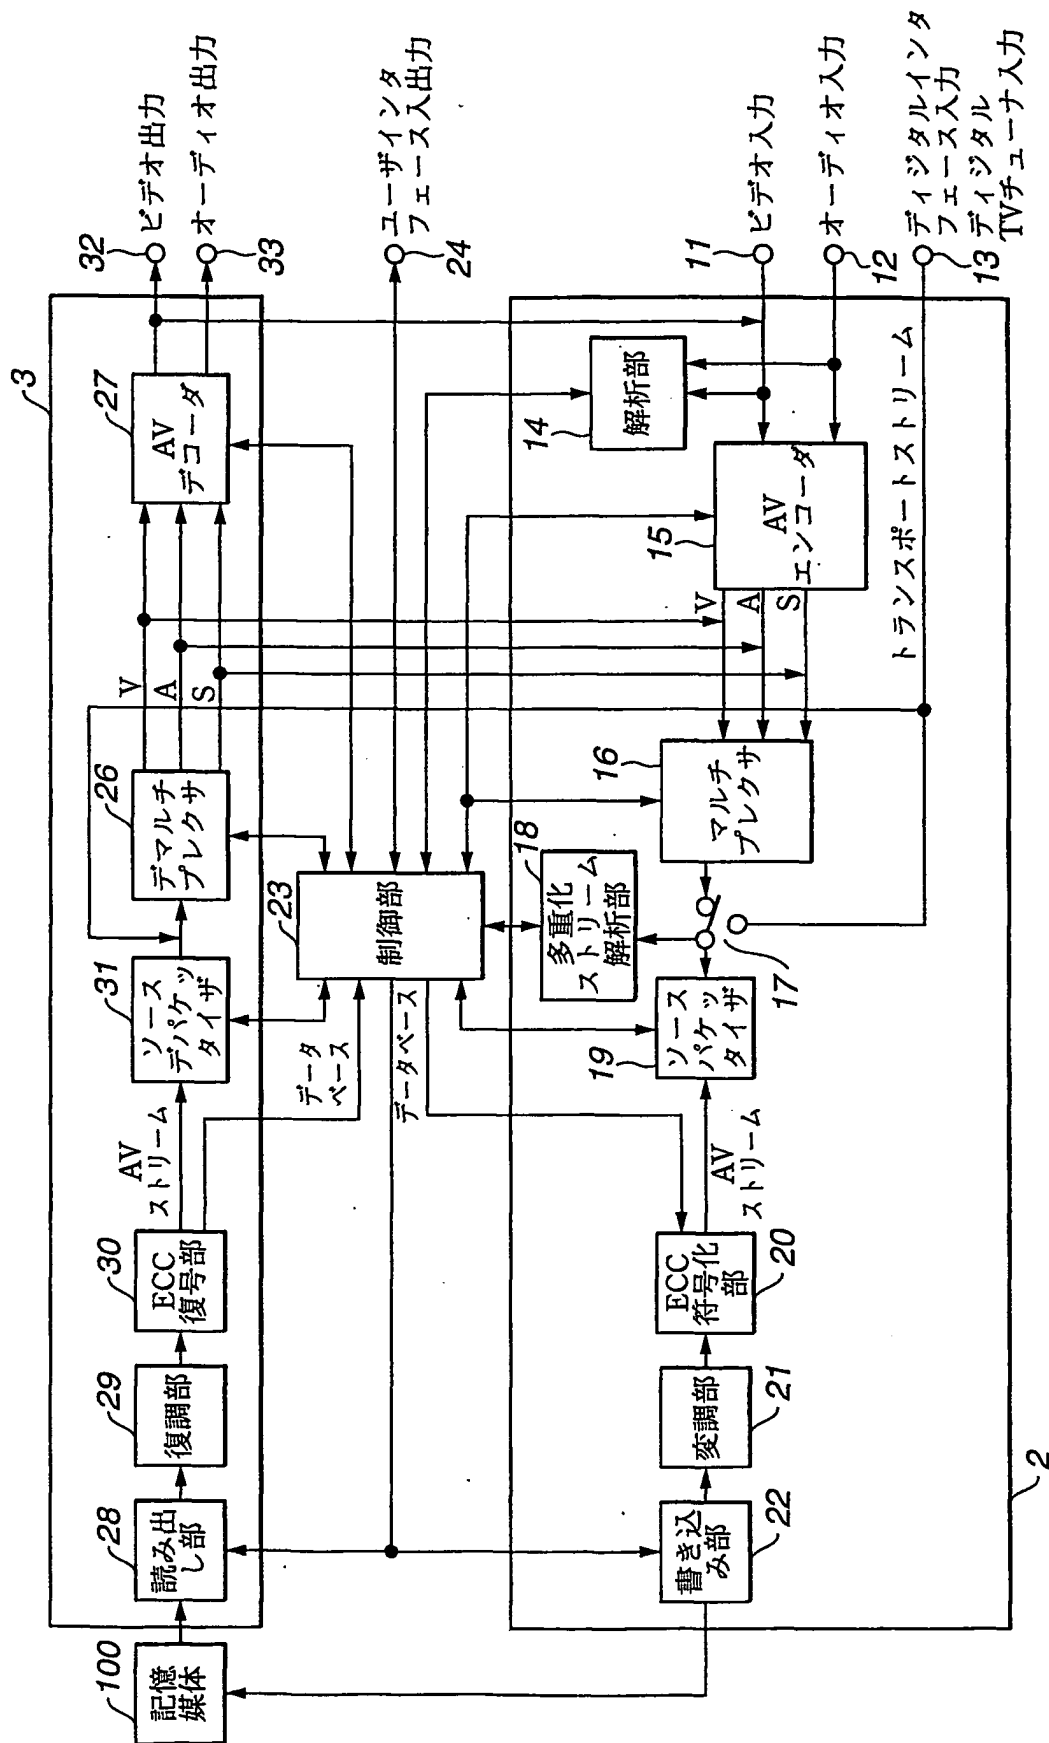 3
100
記憶
媒体
28
読み出
し部
29
復調部
30
ECC
復号部
AV
ストリーム
31
ソース
デパケッ
タイザ
26
デマルチ
プレクサ
V
A
S
27
AV
デコーダ
32
ビデオ出力
オーディオ出力
33
データ
ベース
データベース
23
制御部
ユーザインタ
フェース入出力
24
2
22
書き込
み部
21
変調部
20
ECC
符号化
部
AV
ストリーム
19
ソース
パケッ
タイザ
18
多重化
ストリーム
解析部
17
16
マルチ
プレクサ
V
A
S
15
AV
エンコーダ
14
解析部
トランスポートストリーム
11
ビデオ入力
12
オーディオ入力
13
ディジタルインタ
フェース入力
ディジタル
TVチューナ入力